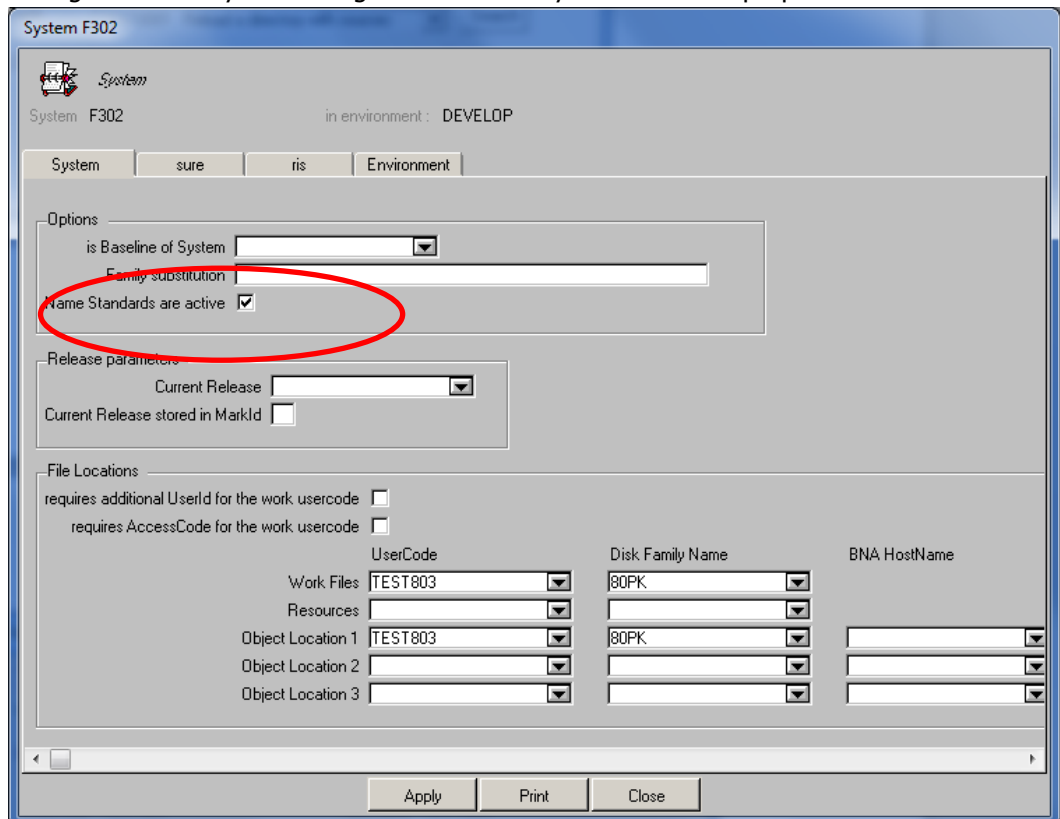 System F302
System
System F302 in environment : DEVELOP
System sure ris Environment
Options
is Baseline of System
Family substitution
Name Standards are active
Release parameters
Current Release
Current Release stored in MarkId
File Locations
requires additional UserId for the work usercode
requires AccessCode for the work usercode
UserCode Disk Family Name BNA HostName
Work Files TEST803 80PK
Resources
Object Location 1 TEST803 80PK
Object Location 2
Object Location 3
Apply Print Close